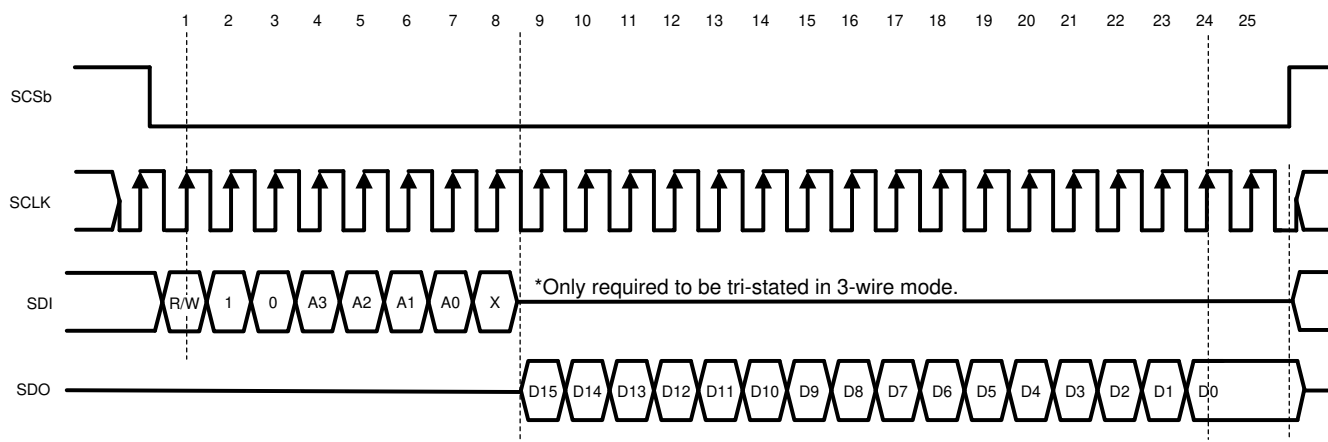 1 2 3 4 5 6 7 8 9 10 11 12 13 14 15 16 17 18 19 20 21 22 23 24 25
SCSb
SCLK
SDI R/W 1 0 A3 A2 A1 A0 X *Only required to be tri-stated in 3-wire mode.
SDO D15 D14 D13 D12 D11 D10 D9 D8 D7 D6 D5 D4 D3 D2 D1 D0